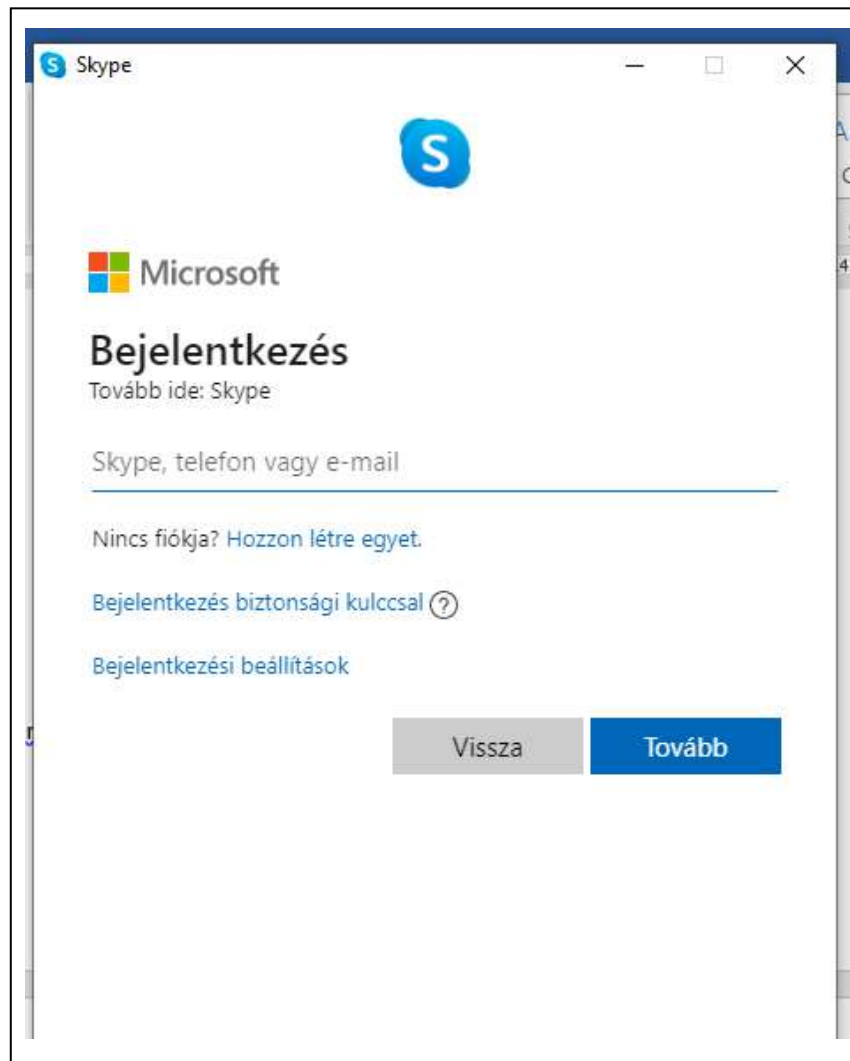 Skype
S
Microsoft
Bejelentkezés
Tovább ide: Skype
Skype, telefon vagy e-mail
Nincs fiókja? Hozzon létre egyet.
Bejelentkezés biztonsági kulccsal ?
Bejelentkezési beállítások
Vissza Tovább